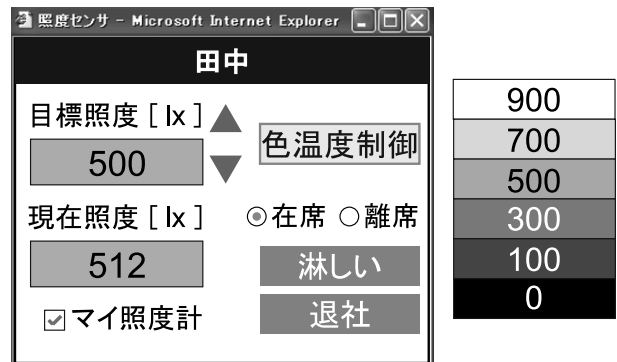 照度センサ - Microsoft Internet Explorer
田中
目標照度 [ lx ]
500
色温度制御
現在照度 [ lx ]
512
在席 離席
淋しい
マイ照度計
退社
900
700
500
300
100
0